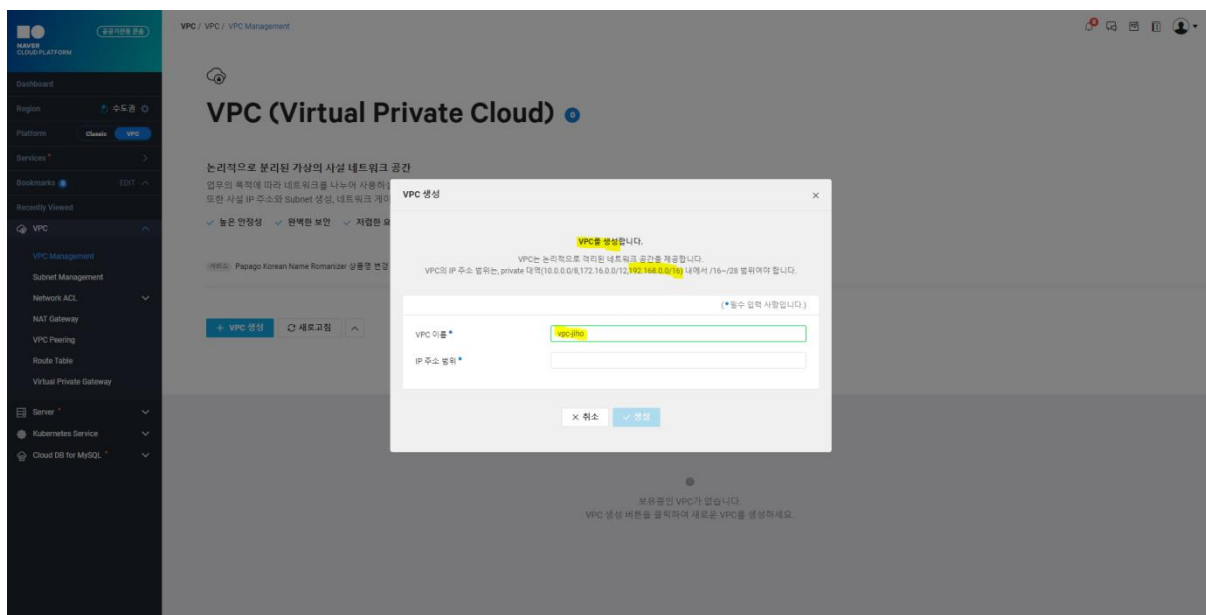 NAVER
CLOUD PLATFORM
(공공기관용 콘솔)
Dashboard
Region 수도권
Platform Classic VPC
Services
Bookmarks EDIT
Recently Viewed
VPC
VPC Management
Subnet Management
Network ACL
NAT Gateway
VPC Peering
Route Table
Virtual Private Gateway
Server
Kubernetes Service
Cloud DB for MySQL
VPC / VPC / VPC Management
VPC (Virtual Private Cloud) 0
논리적으로 분리된 가상의 사설 네트워크 공간
업무의 목적에 따라 네트워크를 나누어 사용하실
또한 사설 IP 주소와 Subnet 생성, 네트워크 게이
높은 안정성 완벽한 보안 저렴한 요
Papago Korean Name Romanizer 상품명 변경
+ VPC 생성 새로고침
VPC 생성 ×
VPC를 생성합니다.
VPC는 논리적으로 격리된 네트워크 공간을 제공합니다.
VPC의 IP 주소 범위는, private 대역(10.0.0.0/8,172.16.0.0/12,192.168.0.0/16) 내에서 /16~/28 범위여야 합니다.
(•필수 입력 사항입니다.)
VPC 이름• vpc-jiho
IP 주소 범위•
× 취소 ✓ 생성
보유중인 VPC가 없습니다.
VPC 생성 버튼을 클릭하여 새로운 VPC를 생성하세요.